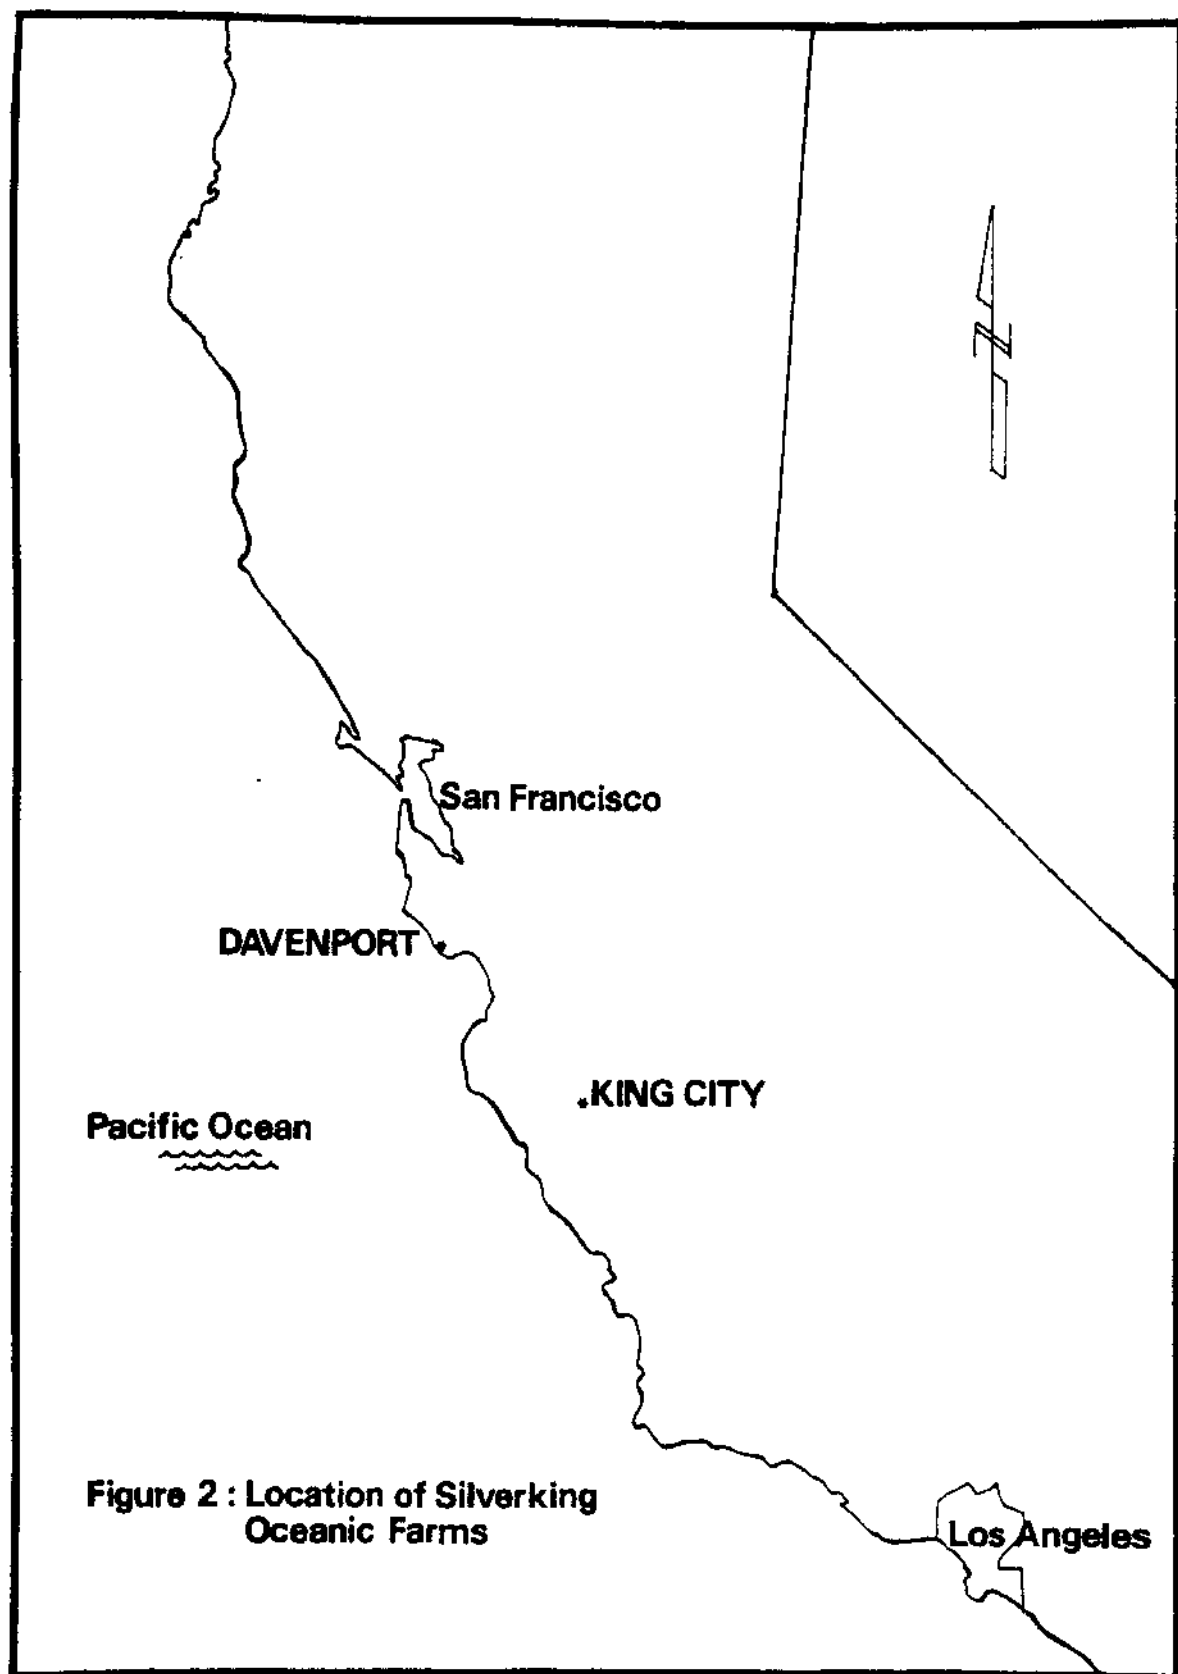 N
San Francisco
DAVENPORT
KING CITY
Pacific Ocean
Figure 2 : Location of Silverking
Oceanic Farms
Los Angeles